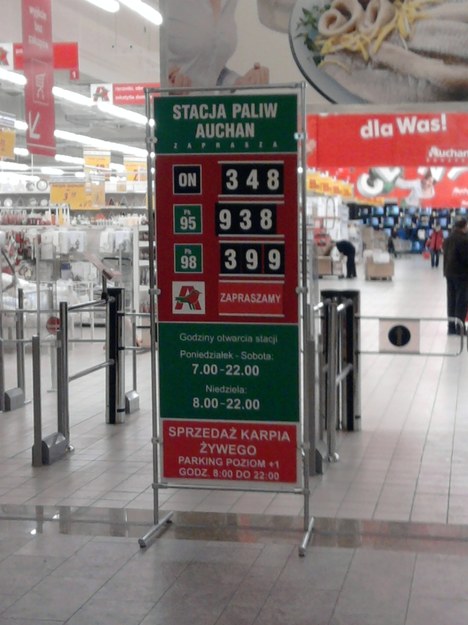 STACJA PALIW
AUCHAN
ZAPRASZA
ON 348
Pb 95 938
Pb 98 399
ZAPRASZAMY
Godziny otwarcia stacji
Poniedziałek - Sobota:
7.00-22.00
Niedziela:
8.00-22.00
SPRZEDAŻ KARPIA
ŻYWEGO
PARKING POZIOM +1
GODZ. 8:00 DO 22:00
dla Was!
Auchan